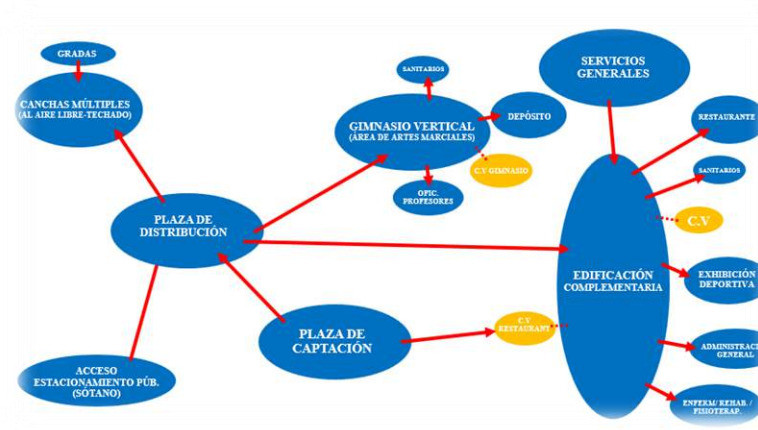 GRADAS
CANCHAS MÚLTIPLES
(AL AIRE LIBRE-TECHADO)
SANITARIOS
GIMNASIO VERTICAL
(ÁREA DE ARTES MARCIALES)
DEPÓSITO
C.V GIMNASIO
OFIC.
PROFESORES
SERVICIOS
GENERALES
RESTAURANTE
SANITARIOS
C.V
PLAZA DE
DISTRIBUCIÓN
EDIFICACIÓN
COMPLEMENTARIA
EXHIBICIÓN
DEPORTIVA
C.V
RESTAURANT
PLAZA DE
CAPTACIÓN
ADMINISTRACI
GENERAL
ACCESO
ESTACIONAMIENTO PÚB.
(SÓTANO)
ENFERM/ REHAB. /
FISIOTERAP.